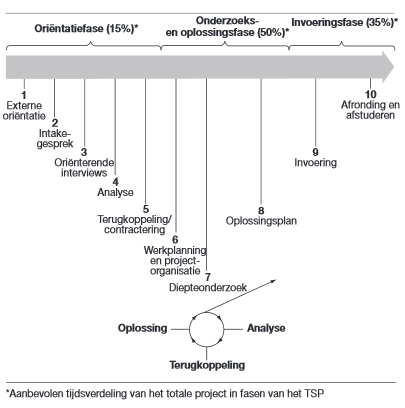 Oriëntatiefase (15%)*
Onderzoeks-
en oplossingsfase (50%)*
Invoeringsfase (35%)*
1
Externe
oriëntatie
2
Intake-
gesprek
3
Oriënterende
interviews
4
Analyse
5
Terugkoppeling/
contractering
6
Werkplanning
en project-
organisatie
7
Diepteonderzoek
8
Oplossingsplan
9
Invoering
10
Afronding en
afstuderen
Oplossing
Analyse
Terugkoppeling
*Aanbevolen tijdsverdeling van het totale project in fasen van het TSP